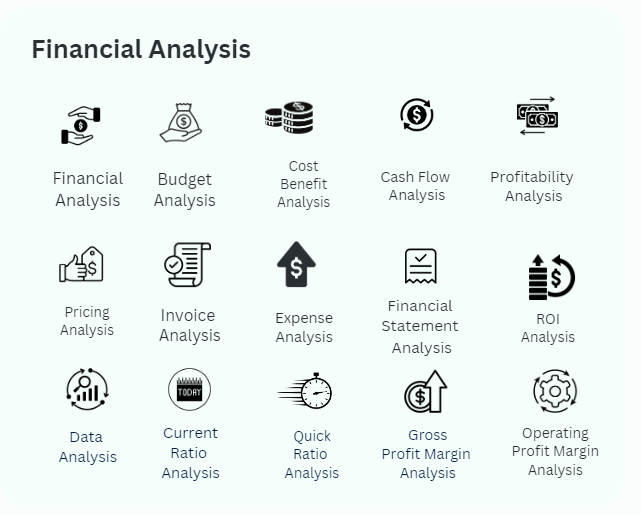 Financial Analysis
Financial
Analysis
Budget
Analysis
Cost
Benefit
Analysis
Cash Flow
Analysis
Profitability
Analysis
Pricing
Analysis
Invoice
Analysis
Expense
Analysis
Financial
Statement
Analysis
ROI
Analysis
Data
Analysis
TODAY
Current
Ratio
Analysis
Quick
Ratio
Analysis
Gross
Profit Margin
Analysis
Operating
Profit Margin
Analysis